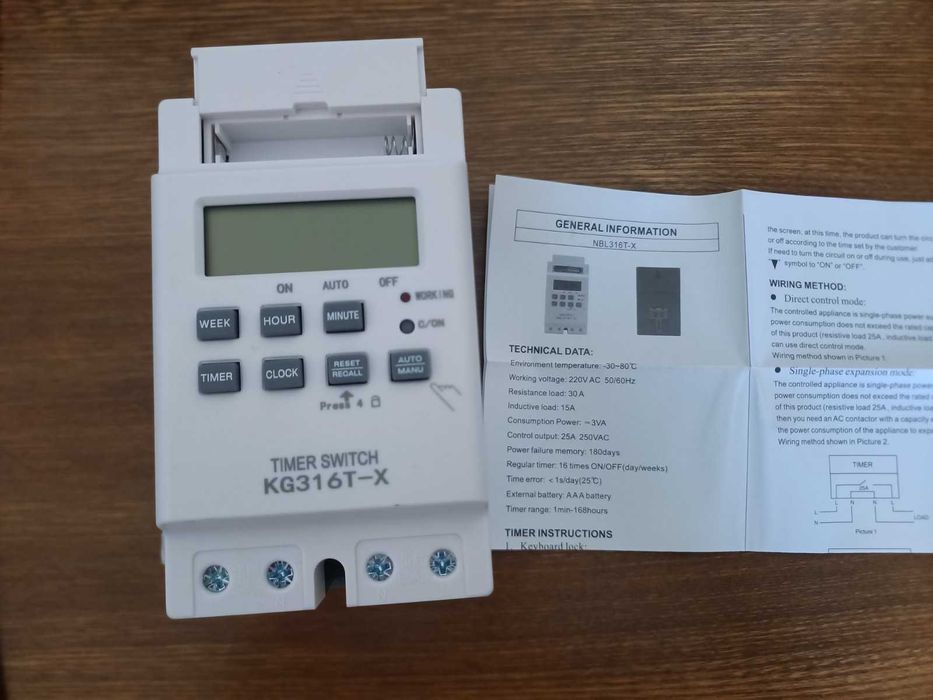 ON AUTO OFF
WORKING
WEEK HOUR MINUTE
C/ON
TIMER CLOCK RESET RECALL AUTO MANU
Press 4
TIMER SWITCH
KG316T-X
GENERAL INFORMATION
NBL316T-X
TECHNICAL DATA:
Environment temperature: -30~80℃
Working voltage: 220V AC 50/60Hz
Resistance load: 30A
Inductive load: 15A
Consumption Power: ~3VA
Control output: 25A 250VAC
Power failure memory: 180days
Regular timer: 16 times ON/OFF(day/weeks)
Time error: <1s/day(25℃)
External battery: AAA battery
Timer range: 1min-168hours
TIMER INSTRUCTIONS
1. Keyboard lock:
the screen, at this time, the product can turn the
or off according to the time set by the customer.
If need to turn the circuit on or off during use, just
symbol to "ON" or "OFF".
WIRING METHOD:
● Direct control mode:
The controlled appliance is single-phase power
power consumption does not exceed the rated
of this product (resistive load 25A, inductive load
can use direct control mode.
Wiring method shown in Picture 1.
● Single-phase expansion mode
The controlled appliance is single-phase power
power consumption does not exceed the rated
of this product (resistive load 25A, inductive
then you need an AC contactor with a capacity
the power consumption of the appliance to
Wiring method shown in Picture 2.
TIMER
25A
L N N L
L
N
LOAD
Picture 1